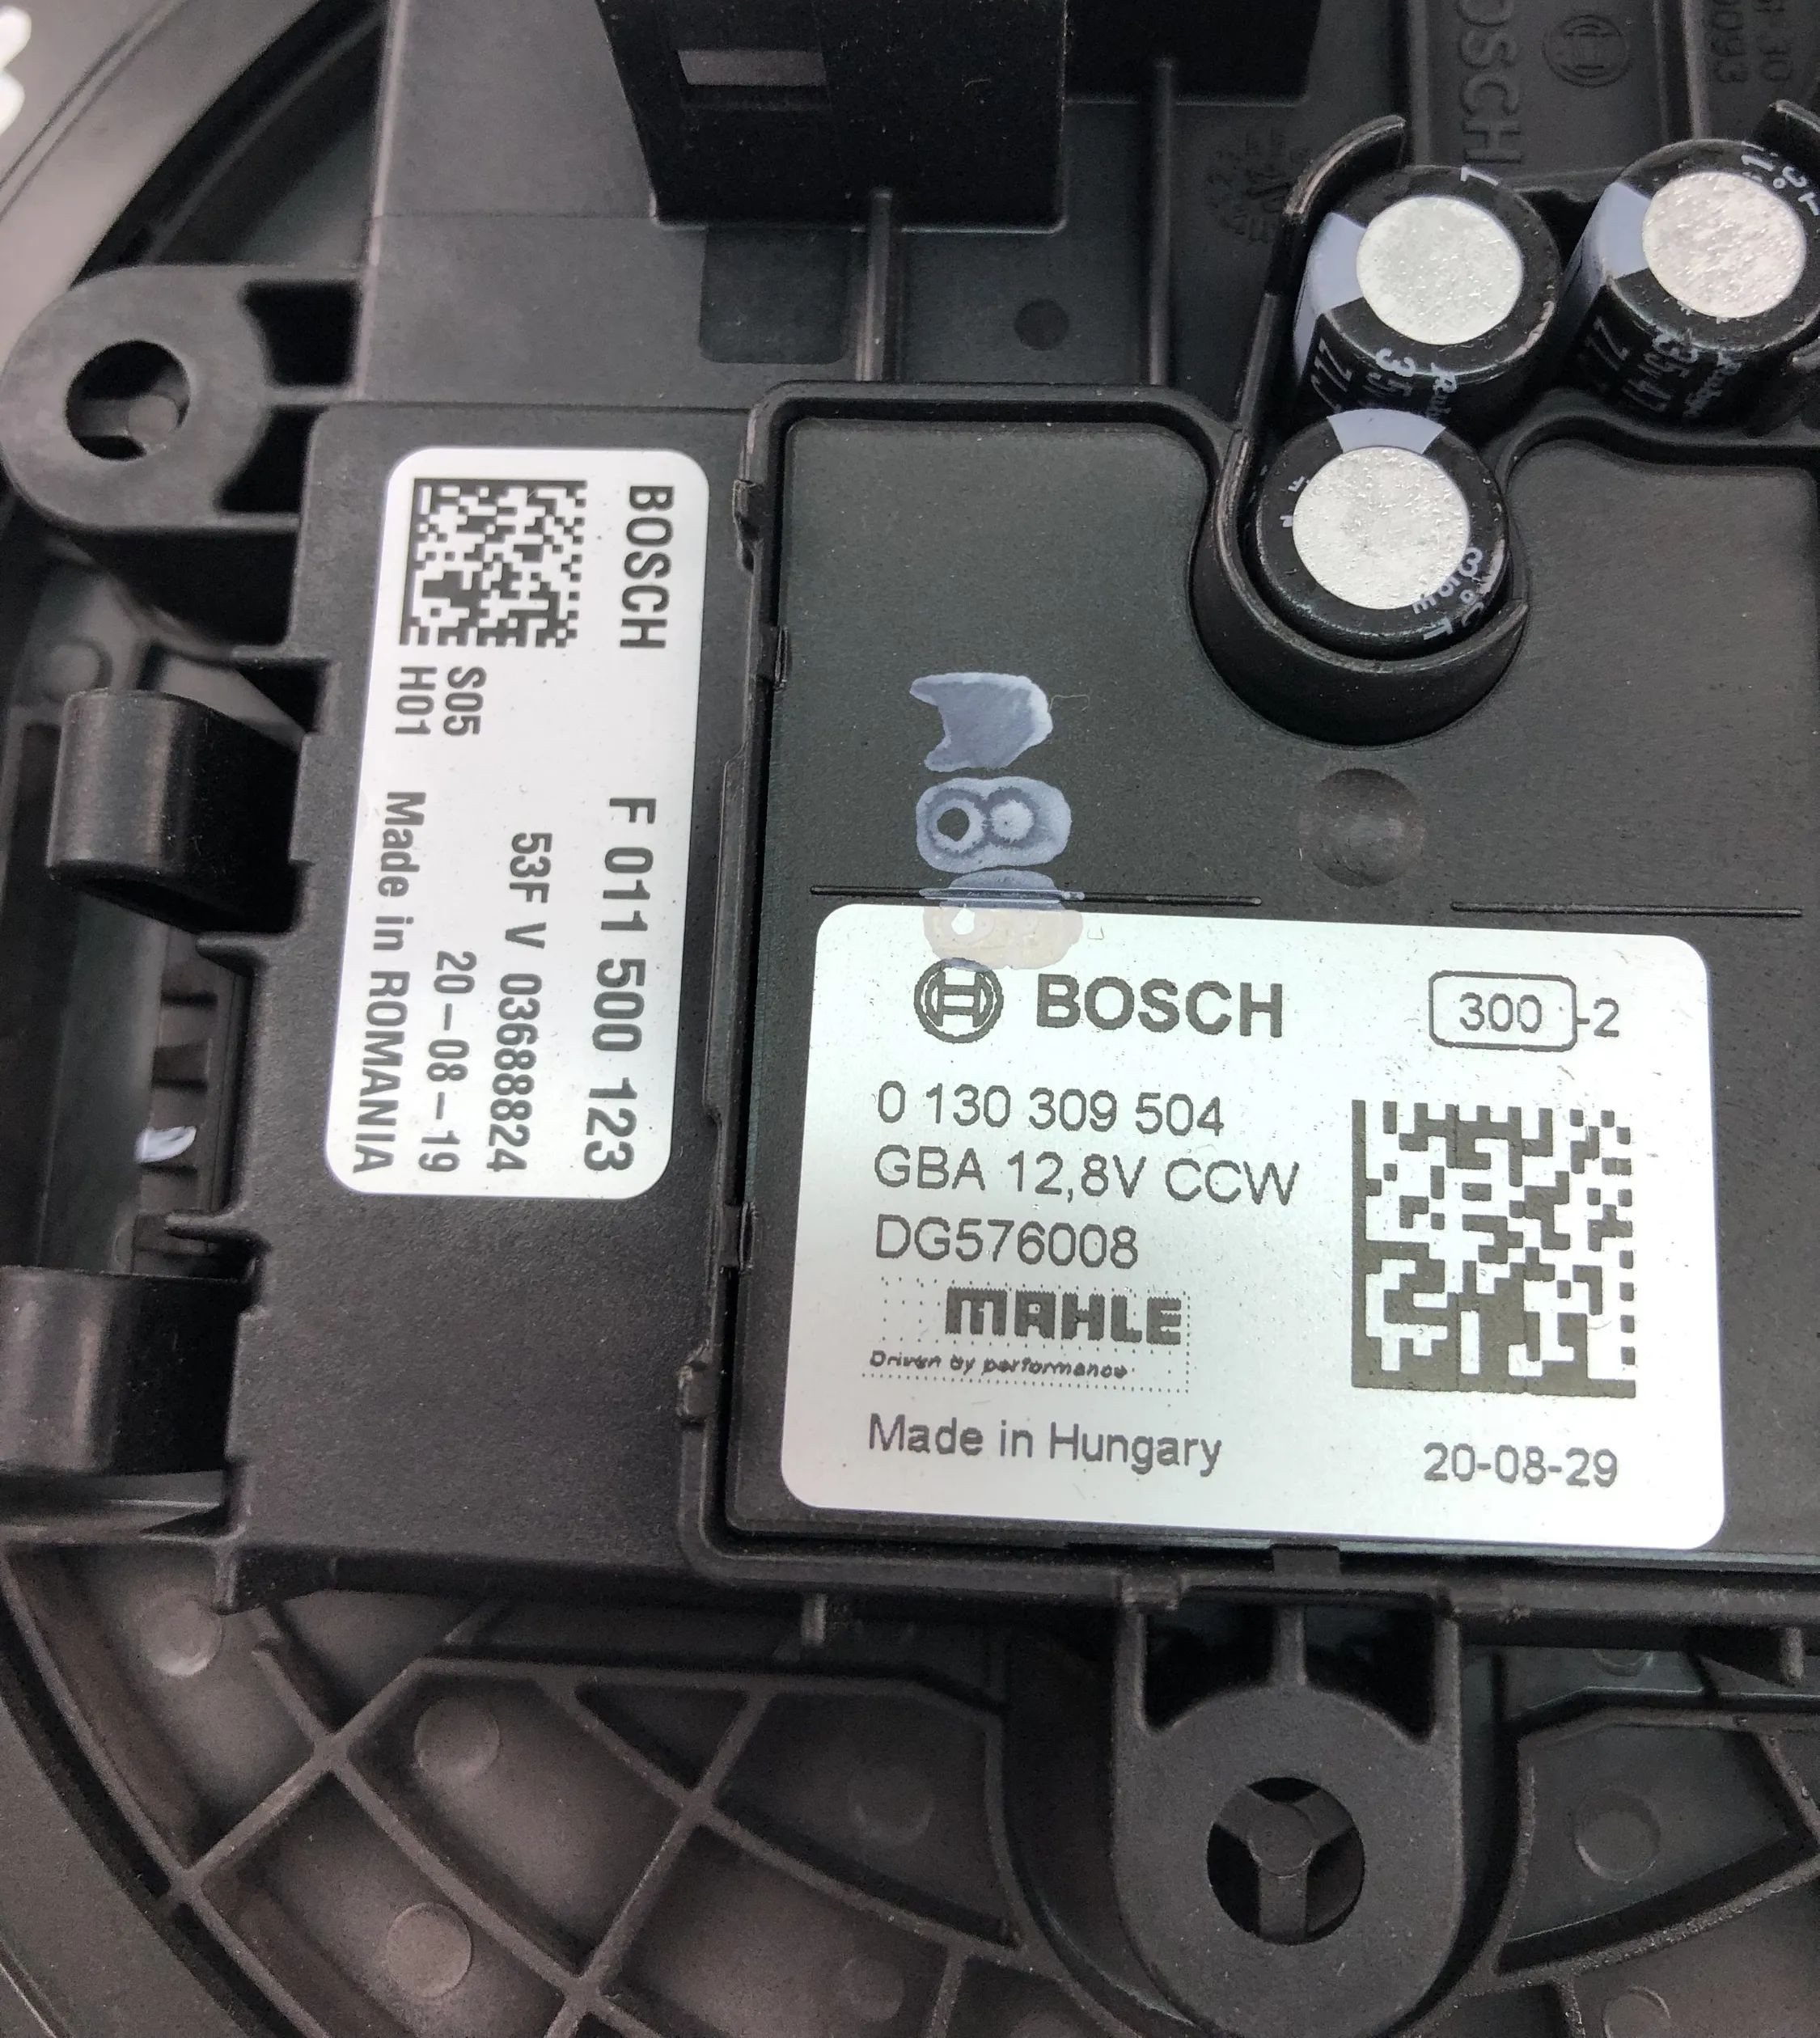 BOSCH
F 011 500 123
53F V 03688824
S05
20-08-19
H01
Made in ROMANIA
BOSCH
300 -2
0 130 309 504
GBA 12,8V CCW
DG576008
MAHLE
Driven by performance
Made in Hungary
20-08-29